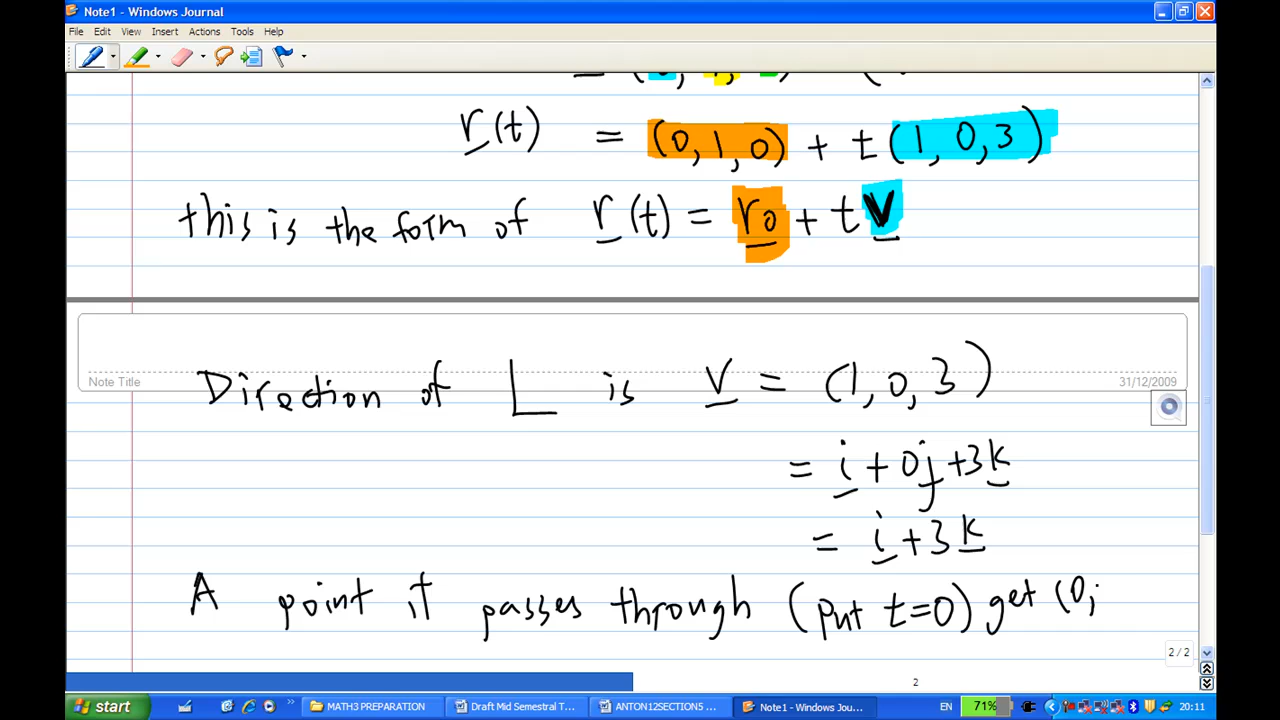 Note1 - Windows Journal
File Edit View Insert Actions Tools Help
r(t) = (0, 1, 0) + t(1, 0, 3)
this is the form of r(t) = r0 + t v
Note Title 31/12/2009
Direction of L is v = (1, 0, 3)
= i + 0j + 3k
= i + 3k
A point it passes through (put t=0) get (0,
2 / 2
2
start MATH3 PREPARATION Draft Mid Semestral T... ANTON12SECTION5 ... Note1 - Windows Jou... EN 71% 20:11